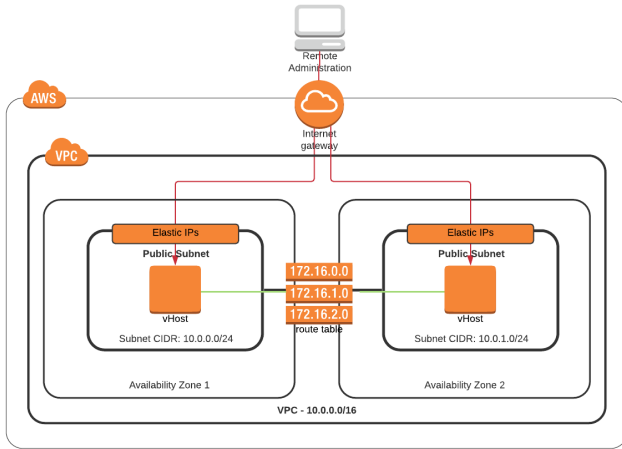 Remote
Administration
AWS
Internet
gateway
VPC
Elastic IPs
Public Subnet
vHost
Subnet CIDR: 10.0.0.0/24
Availability Zone 1
172.16.0.0
172.16.1.0
172.16.2.0
route table
Elastic IPs
Public Subnet
vHost
Subnet CIDR: 10.0.1.0/24
Availability Zone 2
VPC - 10.0.0.0/16